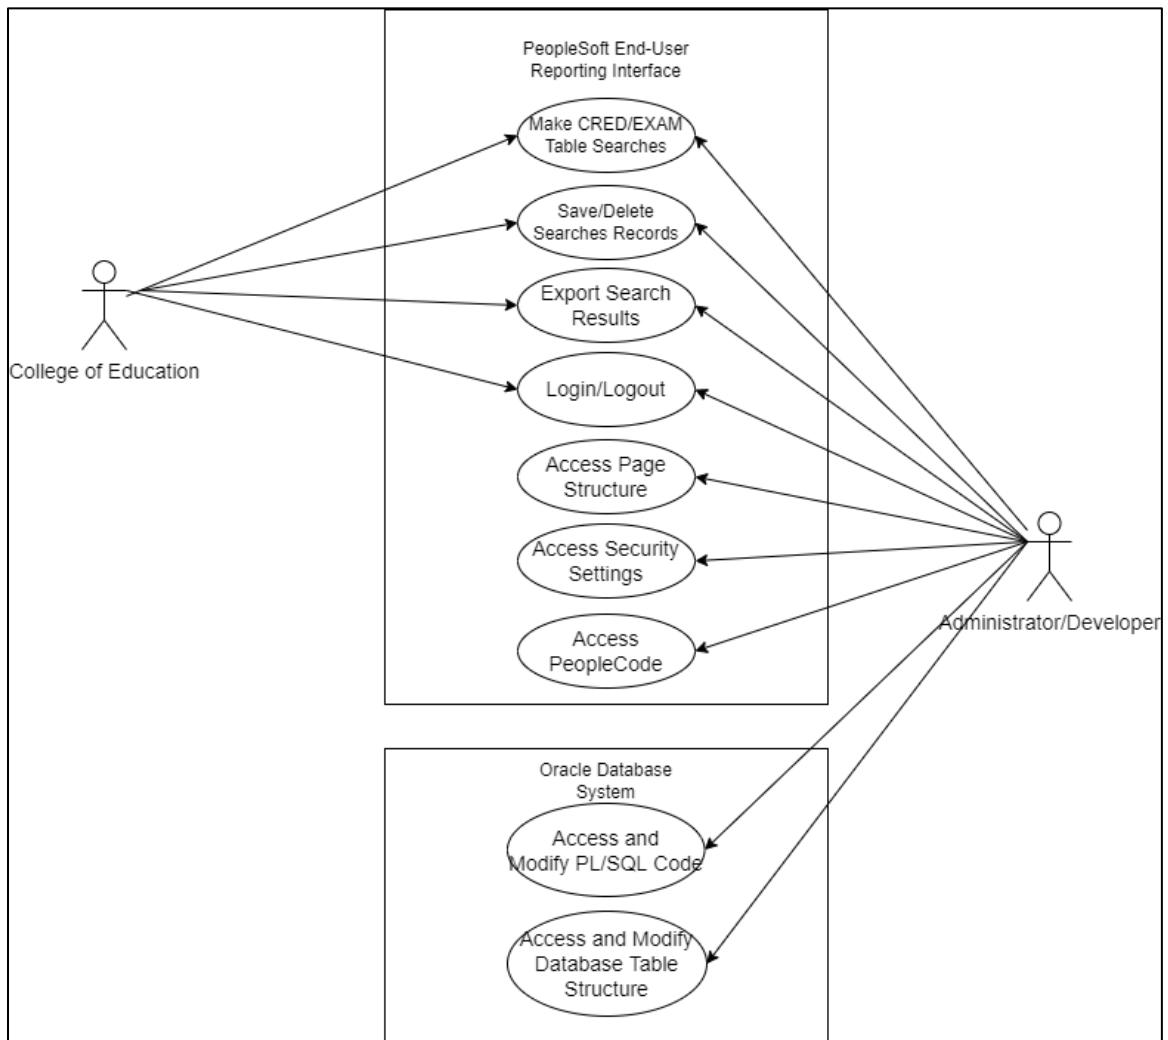 PeopleSoft End-User
Reporting Interface
Make CRED/EXAM
Table Searches
Save/Delete
Searches Records
Export Search
Results
College of Education
Login/Logout
Access Page
Structure
Access Security
Settings
Administrator/Developer
Access
PeopleCode
Oracle Database
System
Access and
Modify PL/SQL Code
Access and Modify
Database Table
Structure